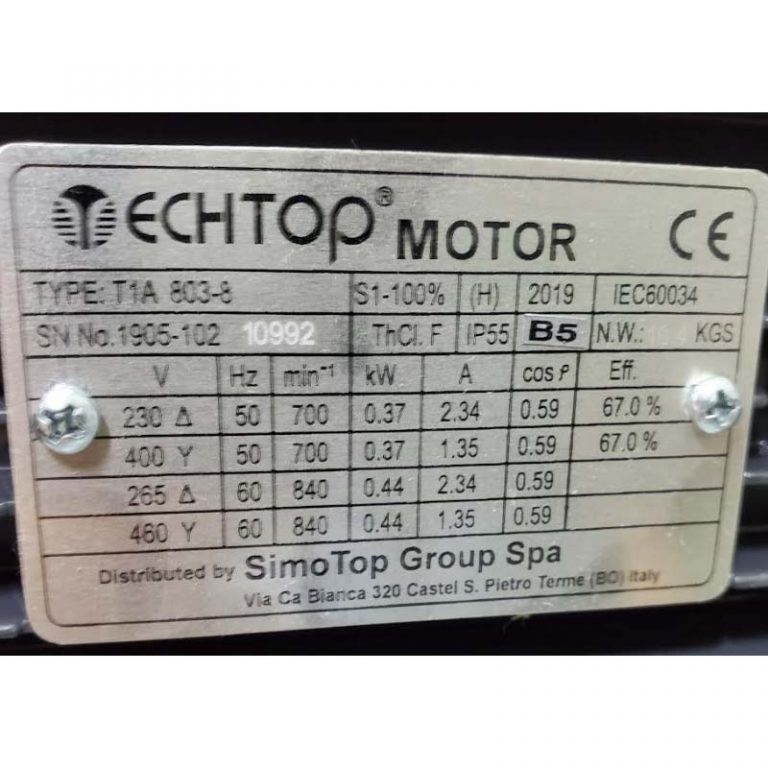 TECHTOP® MOTOR CE
TYPE: T1A 803-8 S1-100% (H) 2019 IEC60034
SN No.1905-102 10992 ThCl. F IP55 B5 N.W.: KGS
V Hz min⁻¹ kW A cos φ Eff.
230 Δ 50 700 0.37 2.34 0.59 67.0 %
400 Y 50 700 0.37 1.35 0.59 67.0 %
265 Δ 60 840 0.44 2.34 0.59
460 Y 60 840 0.44 1.35 0.59
Distributed by SimoTop Group Spa
Via Ca Bianca 320 Castel S. Pietro Terme (BO) Italy